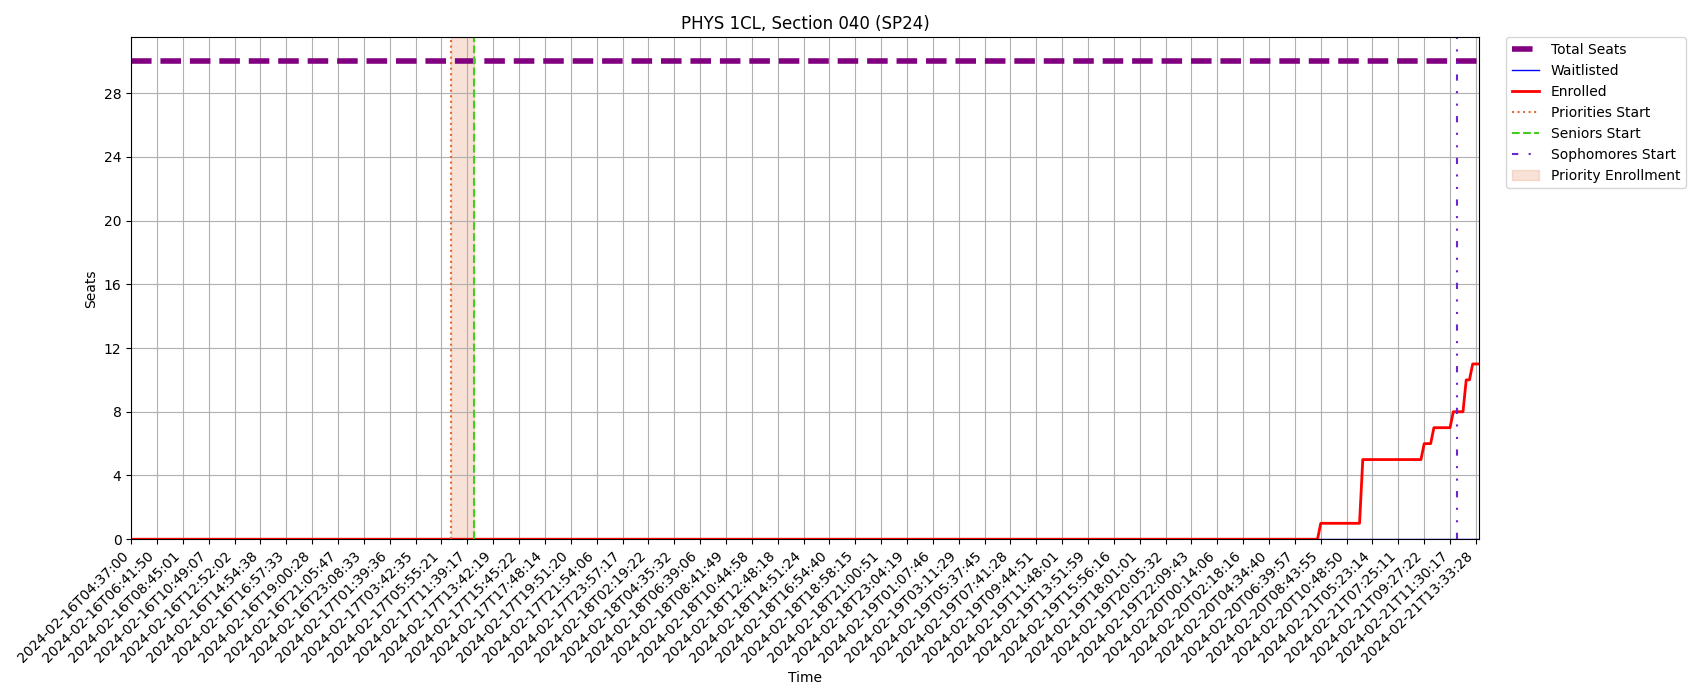 PHYS 1CL, Section 040 (SP24)
Total Seats
Waitlisted
Enrolled
Priorities Start
Seniors Start
Sophomores Start
Priority Enrollment
Seats
28
24
20
16
12
8
4
0
2024-02-16T04:37:00
2024-02-16T06:41:50
2024-02-16T08:45:01
2024-02-16T10:49:07
2024-02-16T12:52:02
2024-02-16T14:54:38
2024-02-16T16:57:33
2024-02-16T19:00:28
2024-02-16T21:05:47
2024-02-16T23:08:33
2024-02-17T01:39:36
2024-02-17T03:42:35
2024-02-17T05:55:21
2024-02-17T11:39:17
2024-02-17T13:42:19
2024-02-17T15:45:22
2024-02-17T17:48:14
2024-02-17T19:51:20
2024-02-17T21:54:06
2024-02-17T23:57:17
2024-02-18T02:19:22
2024-02-18T04:35:32
2024-02-18T06:39:06
2024-02-18T08:41:49
2024-02-18T10:44:58
2024-02-18T12:48:18
2024-02-18T14:51:24
2024-02-18T16:54:40
2024-02-18T18:58:15
2024-02-18T21:00:51
2024-02-18T23:04:19
2024-02-19T01:07:46
2024-02-19T03:11:29
2024-02-19T05:37:45
2024-02-19T07:41:28
2024-02-19T09:44:51
2024-02-19T11:48:01
2024-02-19T13:51:59
2024-02-19T15:56:16
2024-02-19T18:01:01
2024-02-19T20:05:32
2024-02-19T22:09:43
2024-02-20T00:14:06
2024-02-20T02:18:16
2024-02-20T04:34:40
2024-02-20T06:39:57
2024-02-20T08:43:55
2024-02-20T10:48:50
2024-02-21T05:23:14
2024-02-21T07:25:11
2024-02-21T09:27:22
2024-02-21T11:30:17
2024-02-21T13:33:28
Time